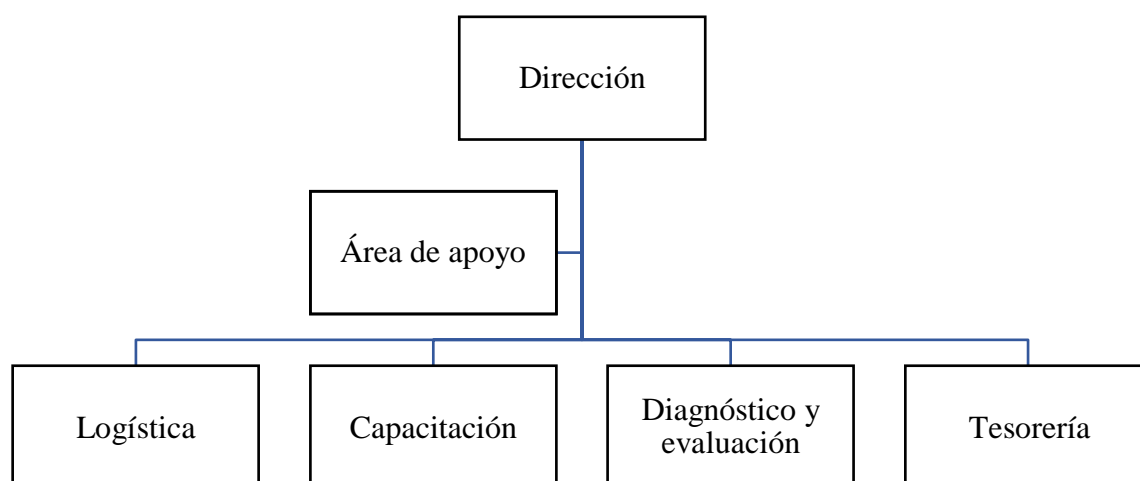 Dirección
Área de apoyo
Logística
Capacitación
Diagnóstico y
evaluación
Tesorería